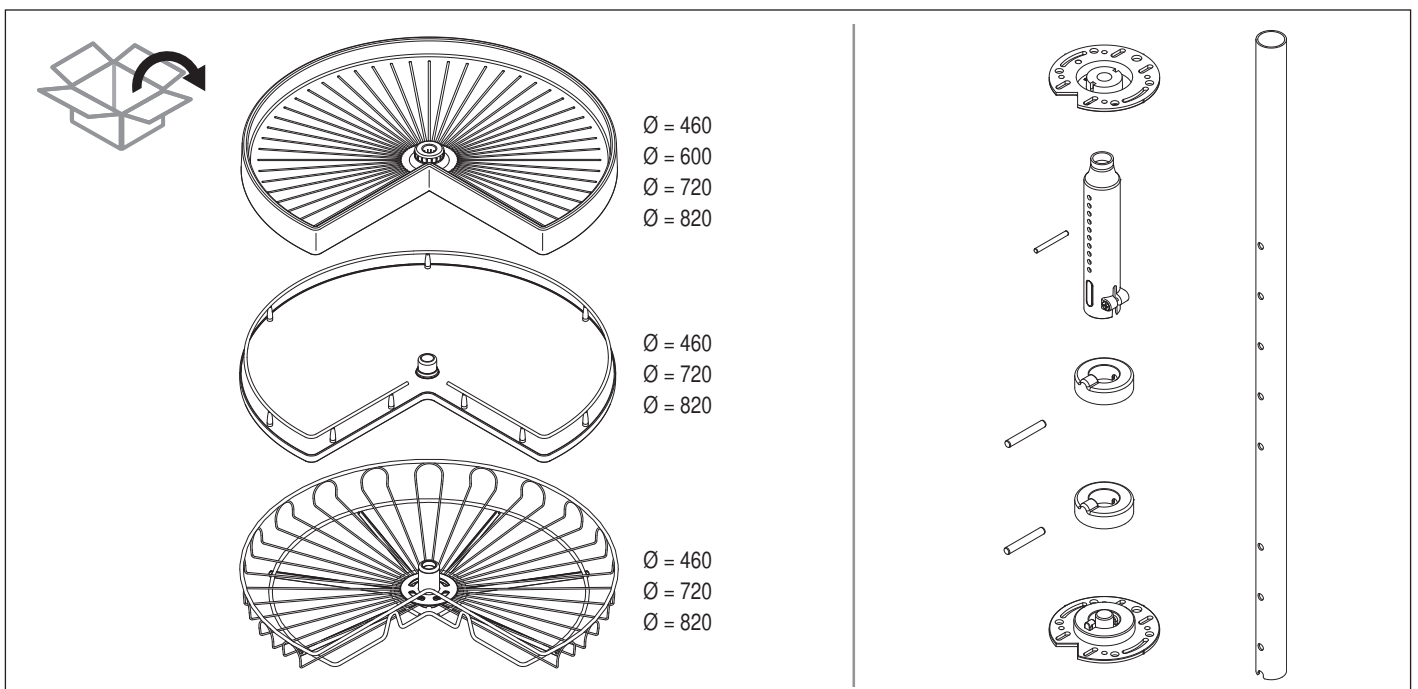 Ø = 460
Ø = 600
Ø = 720
Ø = 820
Ø = 460
Ø = 720
Ø = 820
Ø = 460
Ø = 720
Ø = 820